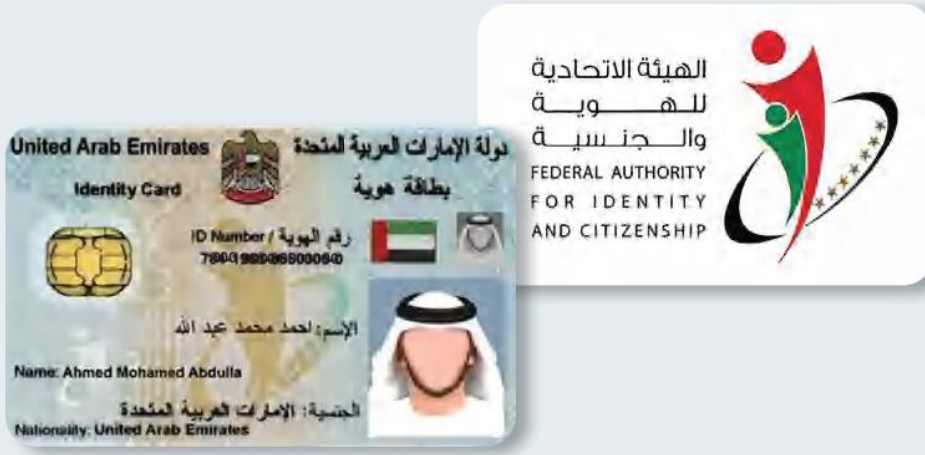 الهيئة الاتحادية
للهوية
والجنسية
FEDERAL AUTHORITY
FOR IDENTITY
AND CITIZENSHIP
United Arab Emirates
دولة الإمارات العربية المتحدة
Identity Card
بطاقة هوية
ID Number / رقم الهوية
الإسم: احمد محمد عبد الله
Name: Ahmed Mohamed Abdulla
الجنسية: الإمارات العربية المتحدة
Nationality: United Arab Emirates